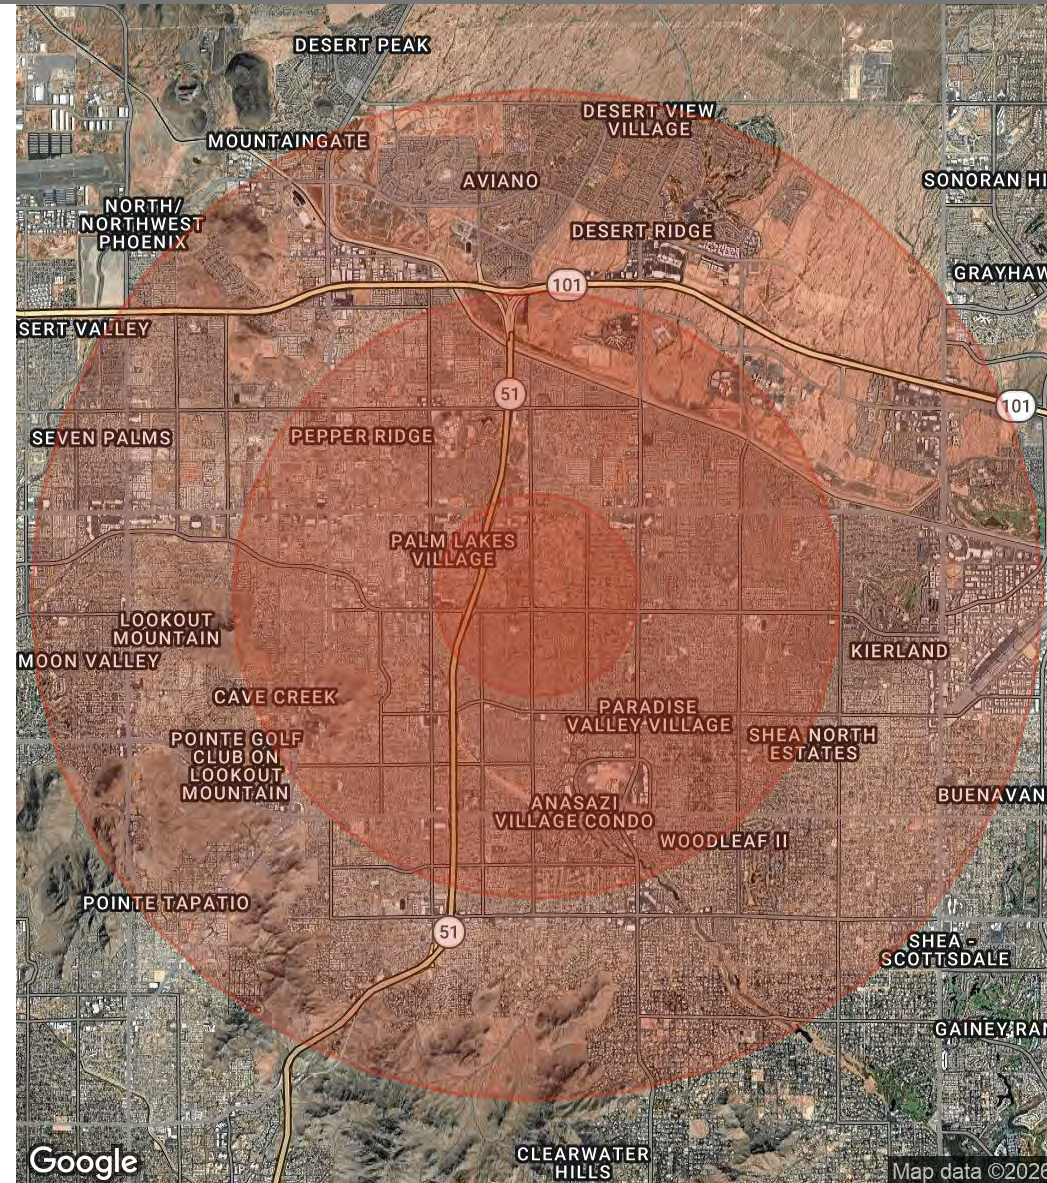 DESERT PEAK
DESERT VIEW
VILLAGE
MOUNTAINGATE
AVIANO
SONORAN HI
NORTH/
NORTHWEST
PHOENIX
DESERT RIDGE
GRAYHAW
101
SERT VALLEY
51
101
SEVEN PALMS
PEPPER RIDGE
PALM LAKES
VILLAGE
LOOKOUT
MOUNTAIN
MOON VALLEY
KIERLAND
CAVE CREEK
PARADISE
VALLEY VILLAGE
SHEA NORTH
ESTATES
POINTE GOLF
CLUB ON
LOOKOUT
MOUNTAIN
BUENAVAN
ANASAZI
VILLAGE CONDO
WOODLEAF II
POINTE TAPATIO
51
SHEA -
SCOTTSDALE
GAINEY RAN
CLEARWATER
HILLS
Google
Map data ©2026